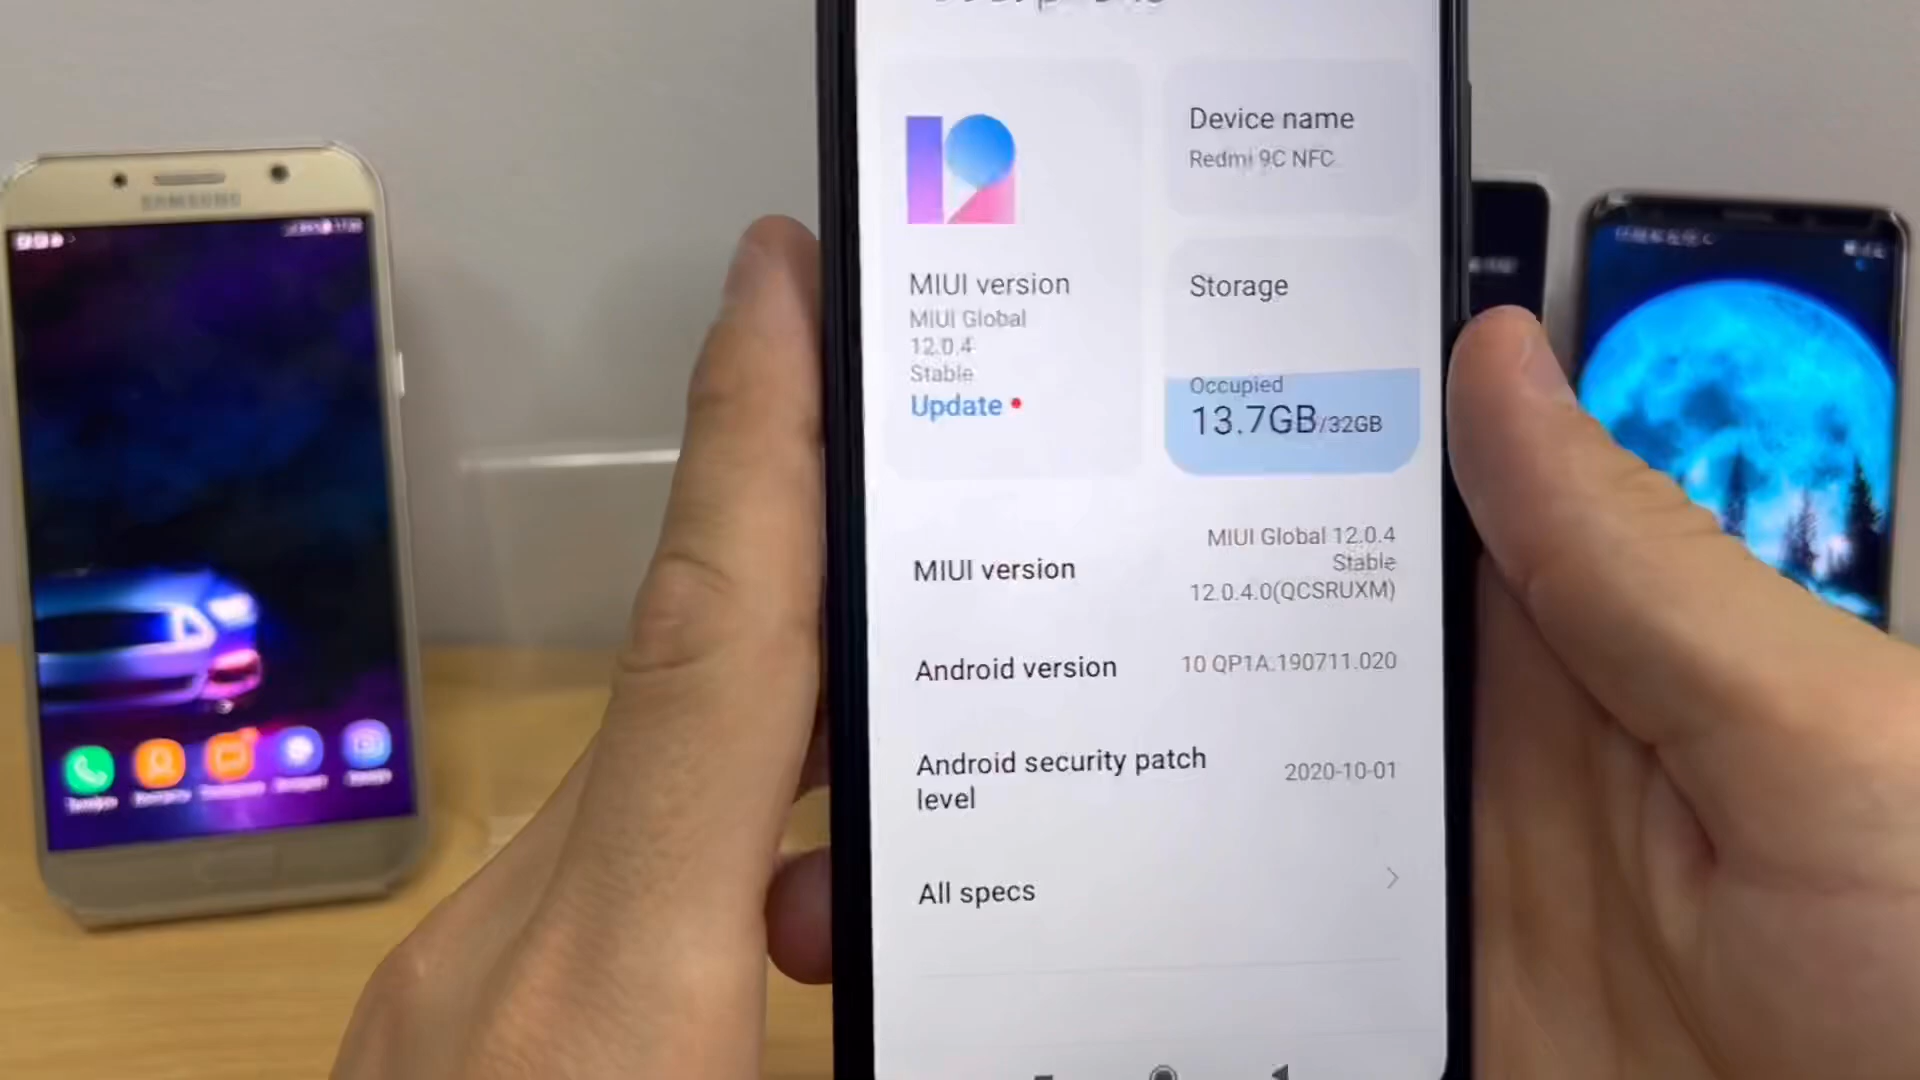 SAMSUNG
Device name
Redmi 9C NFC
MIUI version
MIUI Global
12.0.4
Stable
Update
Storage
Occupied
13.7GB/32GB
MIUI version
MIUI Global 12.0.4
Stable
12.0.4.0(QCSRUXM)
Android version
10 QP1A.190711.020
Android security patch
level
2020-10-01
All specs